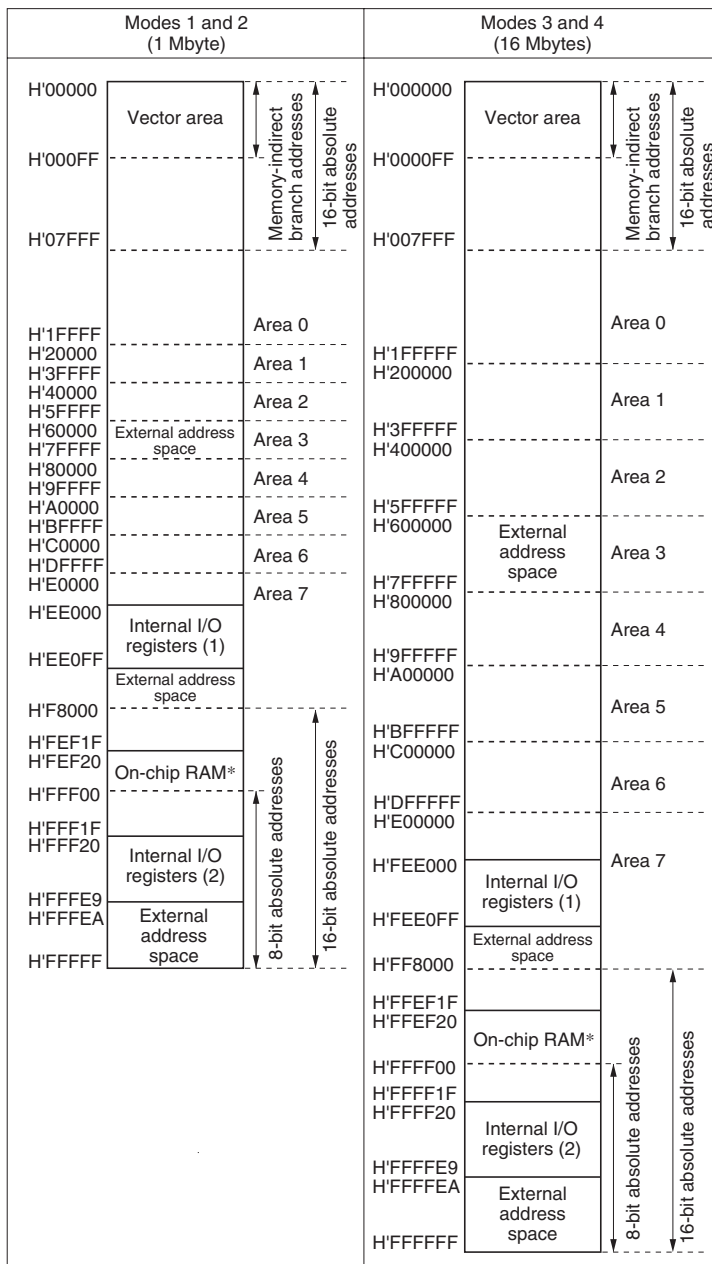 Modes 1 and 2
(1 Mbyte)
H'00000
Vector area
H'000FF
H'07FFF
Memory-indirect
branch addresses
16-bit absolute
addresses
H'1FFFF
Area 0
H'20000
H'3FFFF
Area 1
H'40000
H'5FFFF
Area 2
H'60000
H'7FFFF
External address
space
Area 3
H'80000
H'9FFFF
Area 4
H'A0000
H'BFFFF
Area 5
H'C0000
H'DFFFF
Area 6
H'E0000
Area 7
H'EE000
Internal I/O
registers (1)
H'EE0FF
External address
space
H'F8000
H'FEF1F
H'FEF20
On-chip RAM*
H'FFF00
H'FFF1F
H'FFF20
Internal I/O
registers (2)
H'FFFE9
H'FFFEA
External
address
space
H'FFFFF
8-bit absolute addresses
16-bit absolute addresses
Modes 3 and 4
(16 Mbytes)
H'000000
Vector area
H'0000FF
H'007FFF
Memory-indirect
branch addresses
16-bit absolute
addresses
Area 0
H'1FFFFF
H'200000
Area 1
H'3FFFFF
H'400000
Area 2
H'5FFFFF
H'600000
External
address
space
Area 3
H'7FFFFF
H'800000
Area 4
H'9FFFFF
H'A00000
Area 5
H'BFFFFF
H'C00000
Area 6
H'DFFFFF
H'E00000
Area 7
H'FEE000
Internal I/O
registers (1)
H'FEE0FF
External address
space
H'FF8000
H'FFEF1F
H'FFEF20
On-chip RAM*
H'FFFF00
H'FFFF1F
H'FFFF20
Internal I/O
registers (2)
H'FFFFE9
H'FFFFEA
External
address
space
H'FFFFFF
8-bit absolute addresses
16-bit absolute addresses